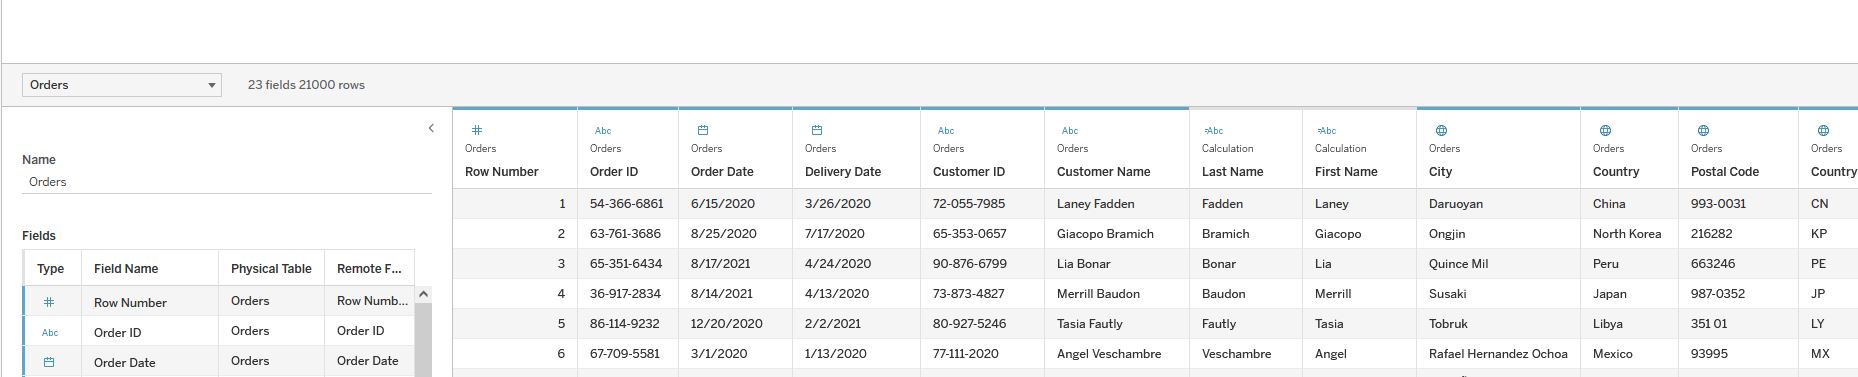 Orders 23 fields 21000 rows
Name
Orders
Fields
Type Field Name Physical Table Remote F...
Row Number Orders Row Numb...
Abc Order ID Orders Order ID
Order Date Orders Order Date
Abc Abc Abc =Abc =Abc
Orders Orders Orders Orders Orders Orders Calculation Calculation Orders Orders Orders Orders
Row Number Order ID Order Date Delivery Date Customer ID Customer Name Last Name First Name City Country Postal Code Country
1 54-366-6861 6/15/2020 3/26/2020 72-055-7985 Laney Fadden Fadden Laney Daruoyan China 993-0031 CN
2 63-761-3686 8/25/2020 7/17/2020 65-353-0657 Giacopo Bramich Bramich Giacopo Ongjin North Korea 216282 KP
3 65-351-6434 8/17/2021 4/24/2020 90-876-6799 Lia Bonar Bonar Lia Quince Mil Peru 663246 PE
4 36-917-2834 8/14/2021 4/13/2020 73-873-4827 Merrill Baudon Baudon Merrill Susaki Japan 987-0352 JP
5 86-114-9232 12/20/2020 2/2/2021 80-927-5246 Tasia Fautly Fautly Tasia Tobruk Libya 351 01 LY
6 67-709-5581 3/1/2020 1/13/2020 77-111-2020 Angel Veschambre Veschambre Angel Rafael Hernandez Ochoa Mexico 93995 MX